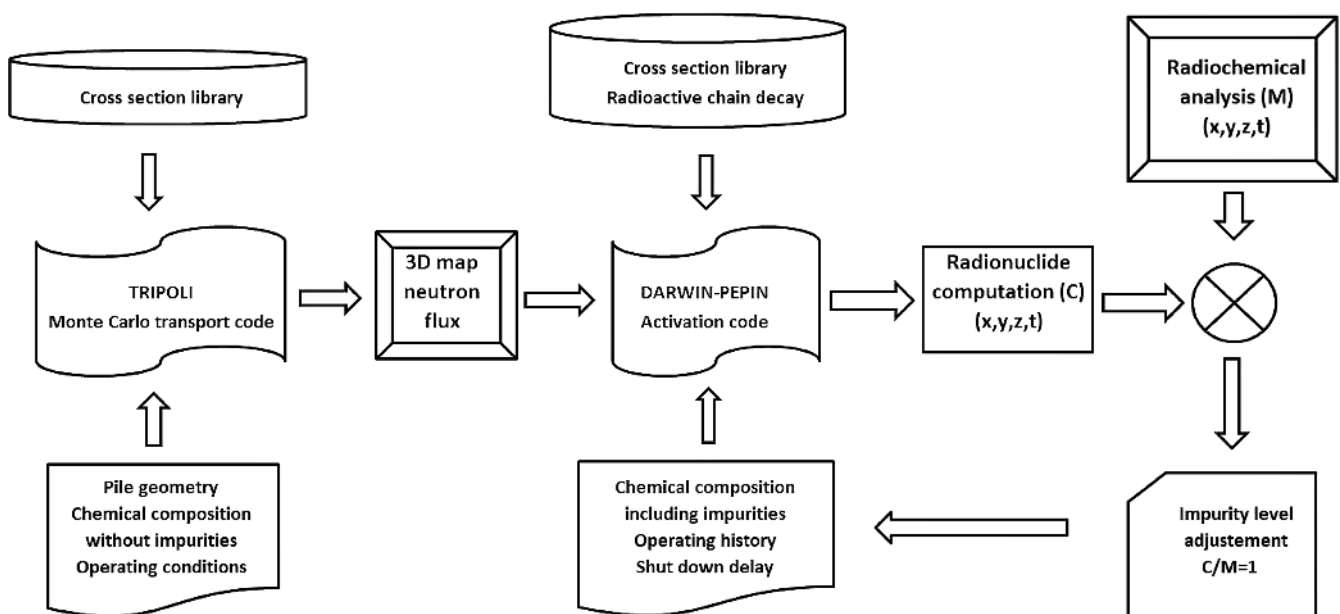 Cross section library
Cross section library
Radioactive chain decay
Radiochemical
analysis (M)
(x,y,z,t)
TRIPOLI
Monte Carlo transport code
3D map
neutron
flux
DARWIN-PEPIN
Activation code
Radionuclide
computation (C)
(x,y,z,t)
Pile geometry
Chemical composition
without impurities
Operating conditions
Chemical composition
including impurities
Operating history
Shut down delay
Impurity level
adjustement
C/M=1